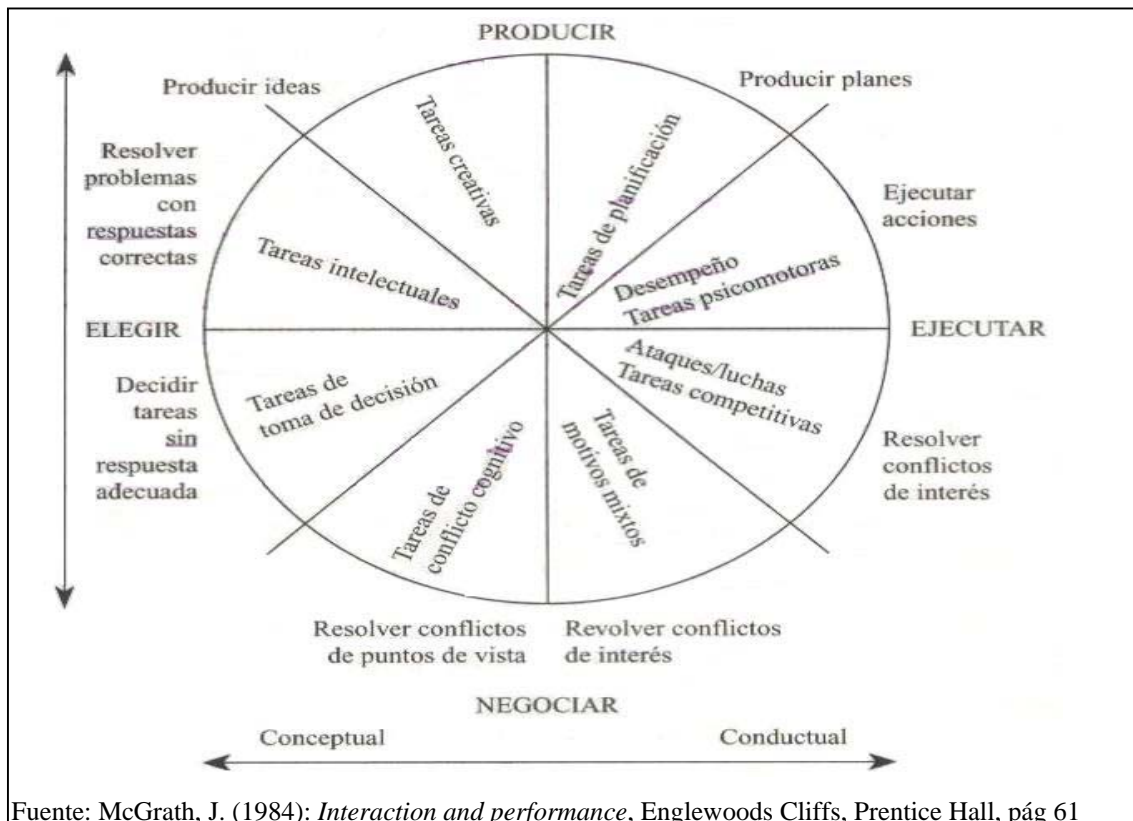 PRODUCIR
Producir ideas
Producir planes
Tareas creativas
Tareas de planificación
Resolver
problemas
con
respuestas
correctas
Ejecutar
acciones
Tareas intelectuales
Desempeño
Tareas psicomotoras
ELEGIR
EJECUTAR
Decidir
tareas
sin
respuesta
adecuada
Tareas de
toma de decisión
Ataques/luchas
Tareas competitivas
Tareas de
conflicto cognitivo
Tareas de
motivos mixtos
Resolver
conflictos
de interés
Resolver conflictos
de puntos de vista
Revolver conflictos
de interés
NEGOCIAR
Conceptual
Conductual
Fuente: McGrath, J. (1984): Interaction and performance, Englewoods Cliffs, Prentice Hall, pág 61